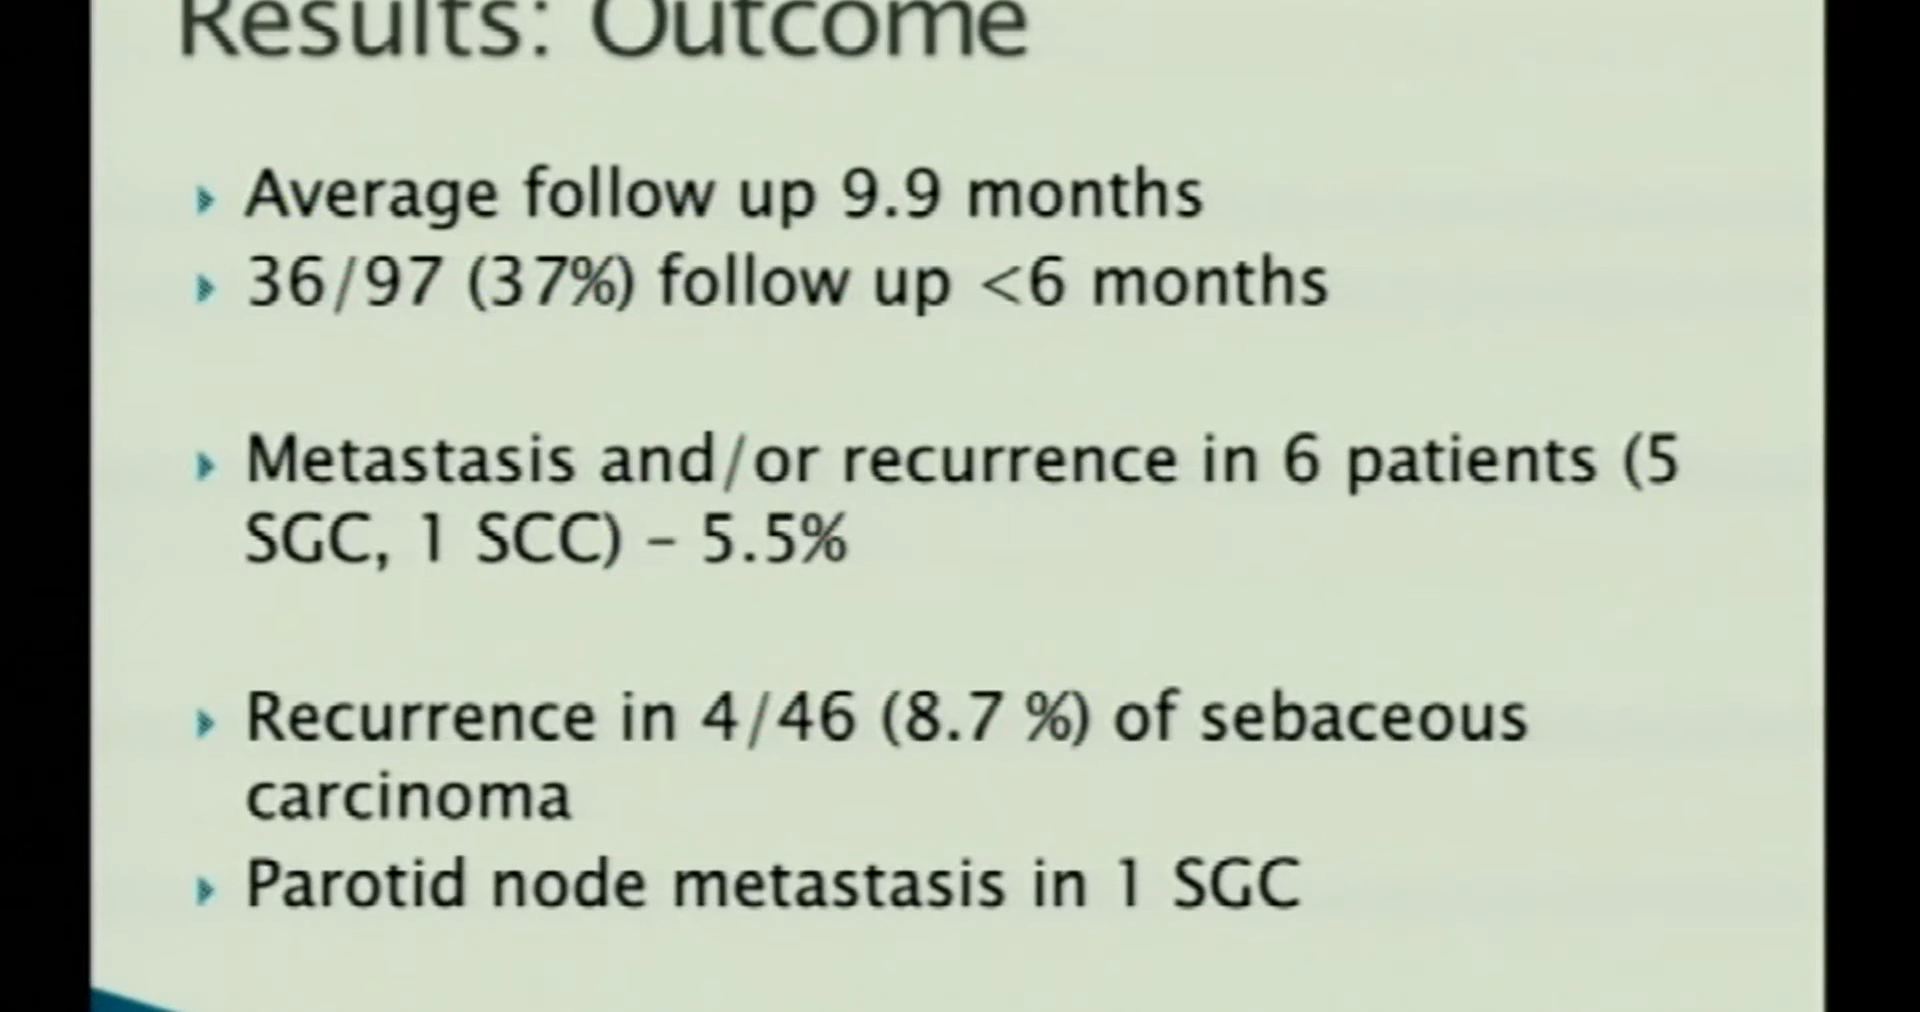 Results: Outcome
Average follow up 9.9 months
36/97 (37%) follow up <6 months
Metastasis and/or recurrence in 6 patients (5
SGC, 1 SCC) – 5.5%
Recurrence in 4/46 (8.7 %) of sebaceous
carcinoma
Parotid node metastasis in 1 SGC